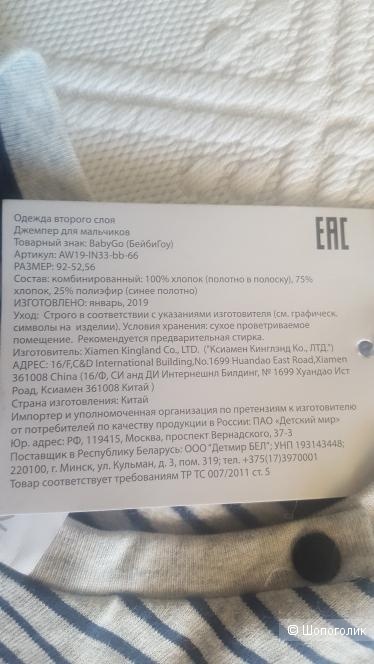 Одежда второго слоя
Джемпер для мальчиков
Товарный знак: BabyGo (БейбиГоу)
Артикул: AW19-IN33-bb-66
РАЗМЕР: 92-52,56
Состав: комбинированный: 100% хлопок (полотно в полоску), 75%
хлопок, 25% полиэфир (синее полотно)
ИЗГОТОВЛЕНО: январь, 2019
Уход: Строго в соответствии с указаниями изготовителя (см. графическ.
символы на изделии). Условия хранения: сухое проветриваемое
помещение. Рекомендуется предварительная стирка.
Изготовитель: Xiamen Kingland Co., LTD. ("Ксиамен Кинглэнд Ко., ЛТД.")
АДРЕС: 16/F,C&D International Building,No.1699 Huandao East Road,Xiamen
361008 China (16/Ф, СИ анд ДИ Интернешнл Билдинг, № 1699 Хуандао Ист
Роад, Ксиамен 361008 Китай )
Страна изготовления: Китай
Импортер и уполномоченная организация по претензиям к изготовителю
от потребителей по качеству продукции в России: ПАО «Детский мир»
Юр. адрес: РФ, 119415, Москва, проспект Вернадского, 37-3
Поставщик в Республику Беларусь: ООО "Детмир БЕЛ"; УНП 193143448;
220100, г. Минск, ул. Кульман, д. 3, пом. 319; тел. +375(17)3970001
Товар соответствует требованиям ТР ТС 007/2011 ст. 5
EAC
© Шопоголик